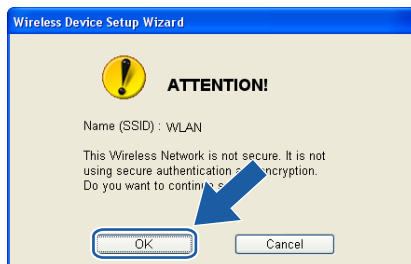 Wireless Device Setup Wizard
ATTENTION!
Name (SSID) : WLAN
This Wireless Network is not secure. It is not
using secure authentication encryption.
Do you want to
OK
Cancel